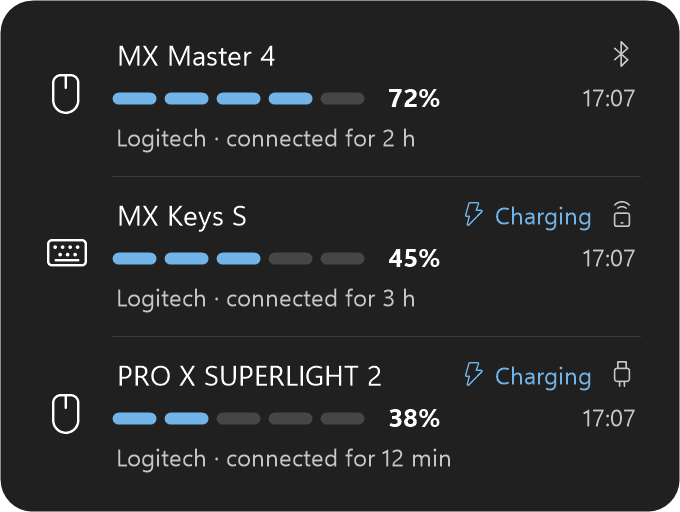 MX Master 4
72% 17:07
Logitech · connected for 2 h
MX Keys S Charging
45% 17:07
Logitech · connected for 3 h
PRO X SUPERLIGHT 2 Charging
38% 17:07
Logitech · connected for 12 min